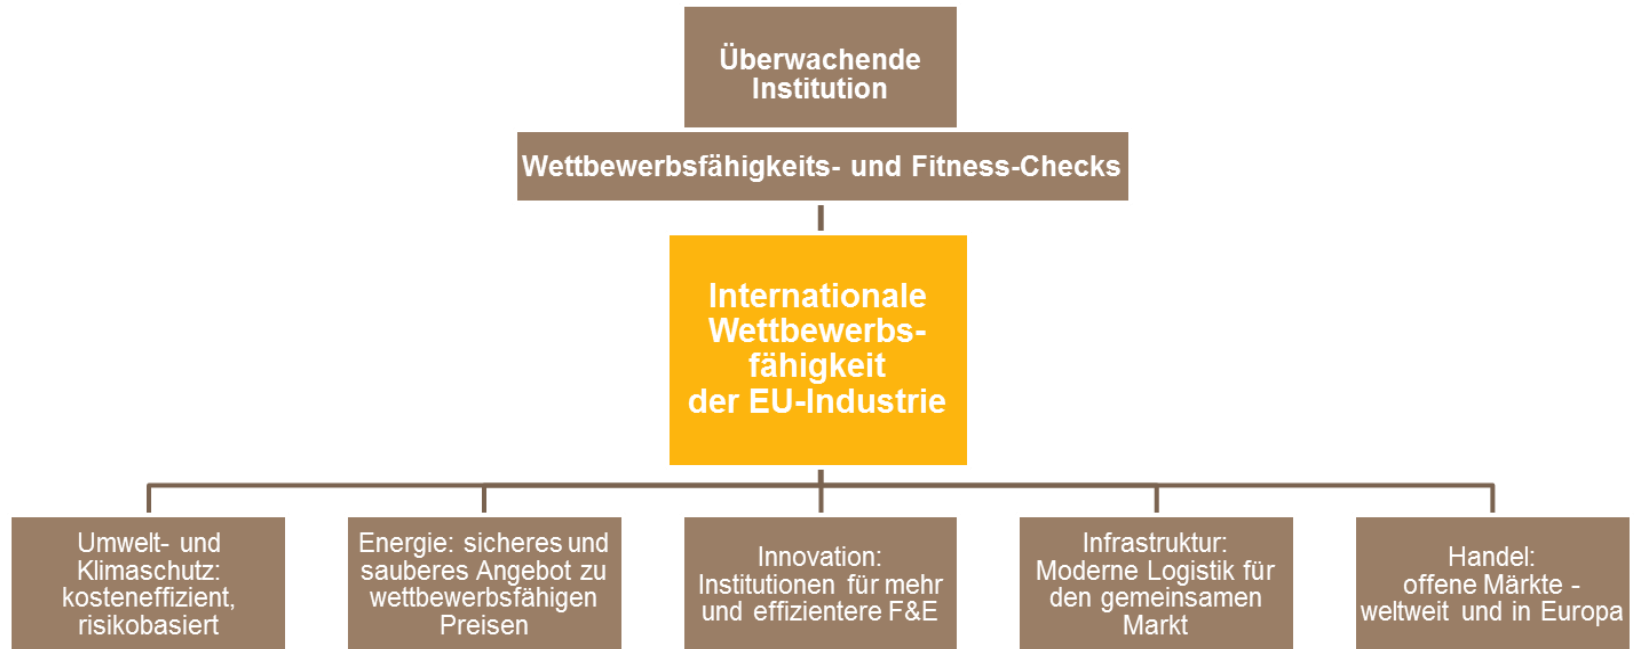 Überwachende
Institution
Wettbewerbsfähigkeits- und Fitness-Checks
Internationale
Wettbewerbs-
fähigkeit
der EU-Industrie
Umwelt- und
Klimaschutz:
kosteneffizient,
risikobasiert
Energie: sicheres und
sauberes Angebot zu
wettbewerbsfähigen
Preisen
Innovation:
Institutionen für mehr
und effizientere F&E
Infrastruktur:
Moderne Logistik für
den gemeinsamen
Markt
Handel:
offene Märkte -
weltweit und in Europa